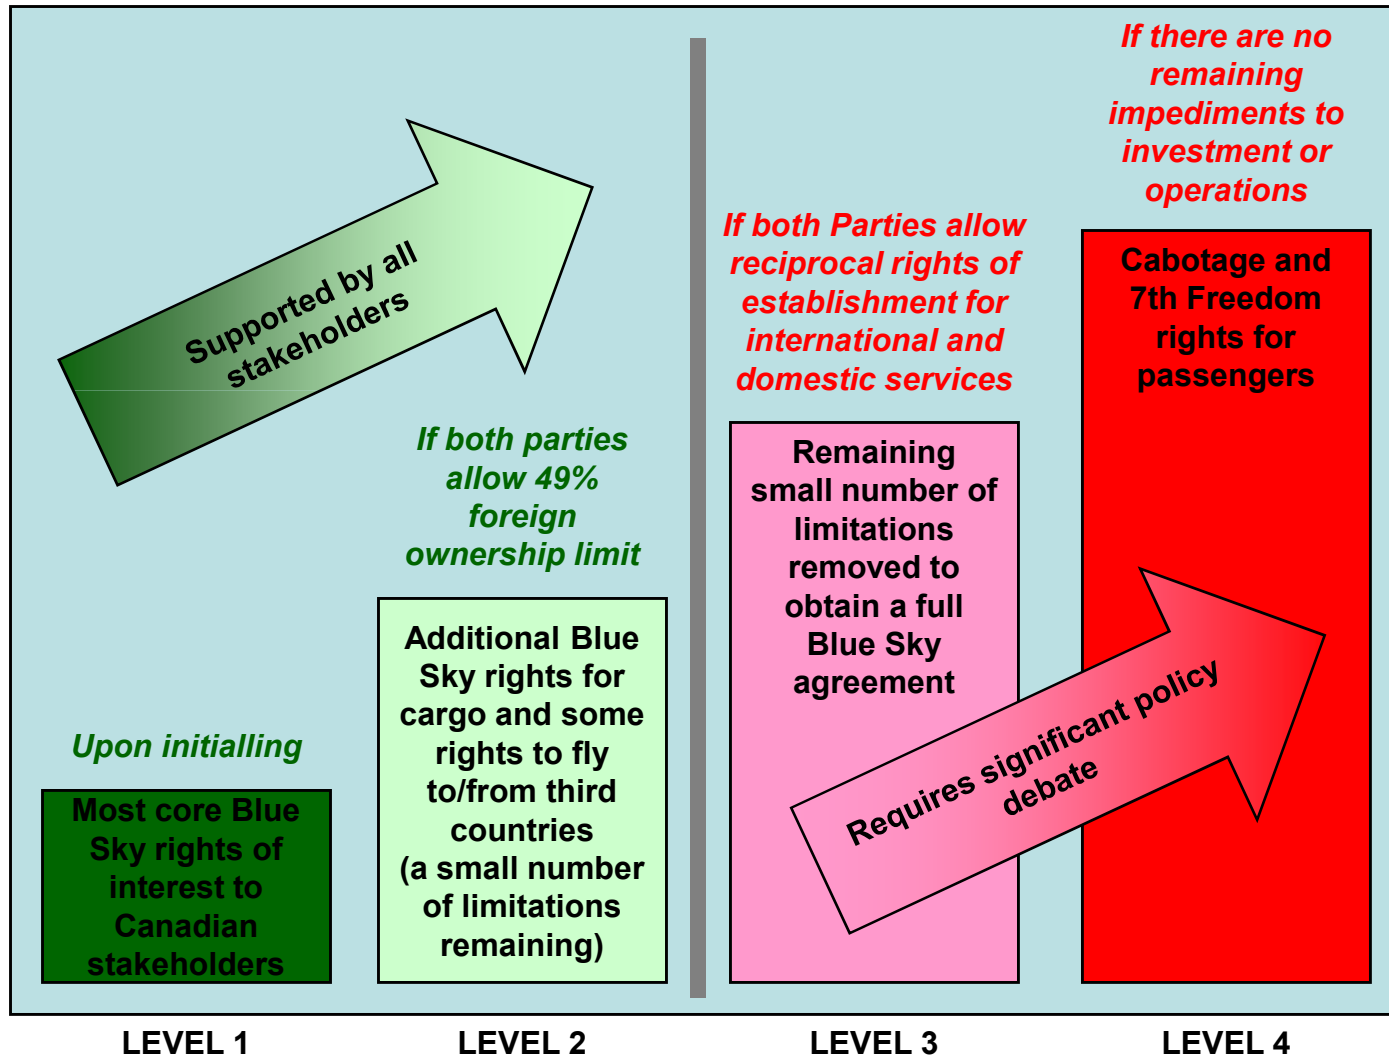 Supported by all
stakeholders
Upon initialling
Most core Blue
Sky rights of
interest to
Canadian
stakeholders
LEVEL 1
If both parties
allow 49%
foreign
ownership limit
Additional Blue
Sky rights for
cargo and some
rights to fly
to/from third
countries
(a small number
of limitations
remaining)
LEVEL 2
If both Parties allow
reciprocal rights of
establishment for
international and
domestic services
Remaining
small number of
limitations
removed to
obtain a full
Blue Sky
agreement
LEVEL 3
If there are no
remaining
impediments to
investment or
operations
Cabotage and
7th Freedom
rights for
passengers
Requires significant policy
debate
LEVEL 4